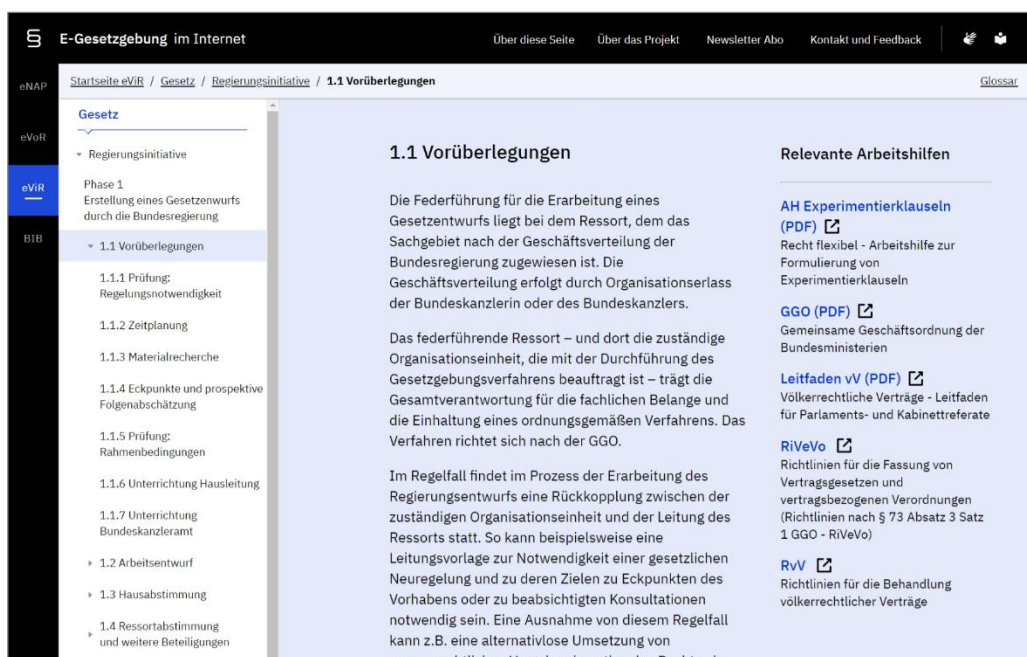 E-Gesetzgebung im Internet
Über diese Seite
Über das Projekt
Newsletter Abo
Kontakt und Feedback
eNAP
eVoR
eViR
BIB
Startseite eViR / Gesetz / Regierungsinitiative / 1.1 Vorüberlegungen
Glossar
Gesetz
Regierungsinitiative
Phase 1
Erstellung eines Gesetzenwurfs
durch die Bundesregierung
1.1 Vorüberlegungen
1.1.1 Prüfung:
Regelungsnotwendigkeit
1.1.2 Zeitplanung
1.1.3 Materialrecherche
1.1.4 Eckpunkte und prospektive
Folgenabschätzung
1.1.5 Prüfung:
Rahmenbedingungen
1.1.6 Unterrichtung Hausleitung
1.1.7 Unterrichtung
Bundeskanzleramt
1.2 Arbeitsentwurf
1.3 Hausabstimmung
1.4 Ressortabstimmung
und weitere Beteiligungen
1.1 Vorüberlegungen
Die Federführung für die Erarbeitung eines
Gesetzentwurfs liegt bei dem Ressort, dem das
Sachgebiet nach der Geschäftsverteilung der
Bundesregierung zugewiesen ist. Die
Geschäftsverteilung erfolgt durch Organisationserlass
der Bundeskanzlerin oder des Bundeskanzlers.
Das federführende Ressort – und dort die zuständige
Organisationseinheit, die mit der Durchführung des
Gesetzgebungsverfahrens beauftragt ist – trägt die
Gesamtverantwortung für die fachlichen Belange und
die Einhaltung eines ordnungsgemäßen Verfahrens. Das
Verfahren richtet sich nach der GGO.
Im Regelfall findet im Prozess der Erarbeitung des
Regierungsentwurfs eine Rückkopplung zwischen der
zuständigen Organisationseinheit und der Leitung des
Ressorts statt. So kann beispielsweise eine
Leitungsvorlage zur Notwendigkeit einer gesetzlichen
Neuregelung und zu deren Zielen zu Eckpunkten des
Vorhabens oder zu beabsichtigten Konsultationen
notwendig sein. Eine Ausnahme von diesem Regelfall
kann z.B. eine alternativlose Umsetzung von
Relevante Arbeitshilfen
AH Experimentierklauseln
(PDF)
Recht flexibel - Arbeitshilfe zur
Formulierung von
Experimentierklauseln
GGO (PDF)
Gemeinsame Geschäftsordnung der
Bundesministerien
Leitfaden vV (PDF)
Völkerrechtliche Verträge - Leitfaden
für Parlaments- und Kabinettreferate
RiVeVo
Richtlinien für die Fassung von
Vertragsgesetzen und
vertragsbezogenen Verordnungen
(Richtlinien nach § 73 Absatz 3 Satz
1 GGO - RiVeVo)
RvV
Richtlinien für die Behandlung
völkerrechtlicher Verträge